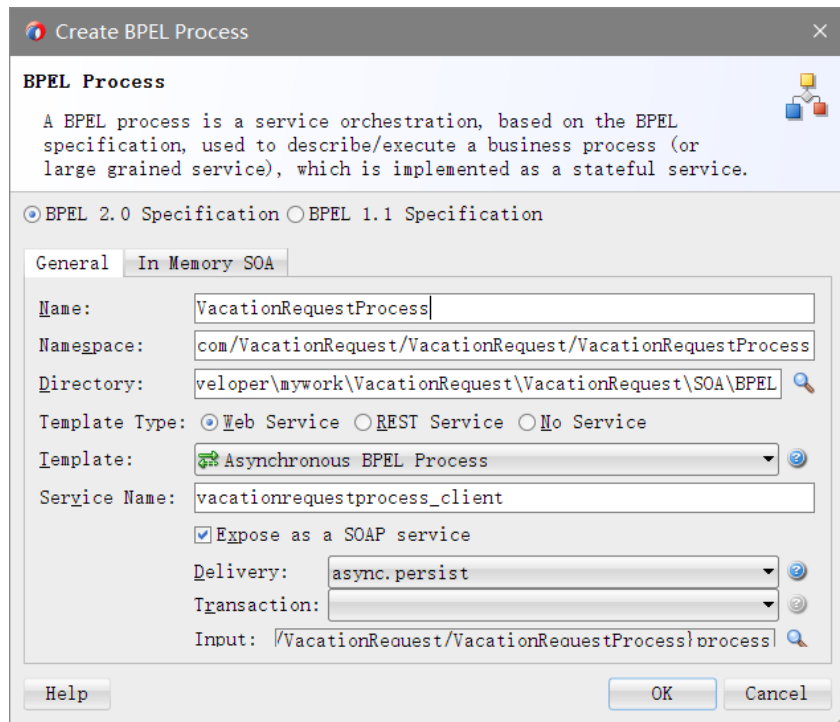 Create BPEL Process
BPEL Process
A BPEL process is a service orchestration, based on the BPEL
specification, used to describe/execute a business process (or
large grained service), which is implemented as a stateful service.
BPEL 2.0 Specification BPEL 1.1 Specification
General In Memory SOA
Name: VacationRequestProcess
Namespace: com/VacationRequest/VacationRequest/VacationRequestProcess
Directory: veloper\mywork\VacationRequest\VacationRequest\SOA\BPEL
Template Type: Web Service REST Service No Service
Template: Asynchronous BPEL Process
Service Name: vacationrequestprocess_client
Expose as a SOAP service
Delivery: async.persist
Transaction:
Input: /VacationRequest/VacationRequestProcess}process
Help OK Cancel